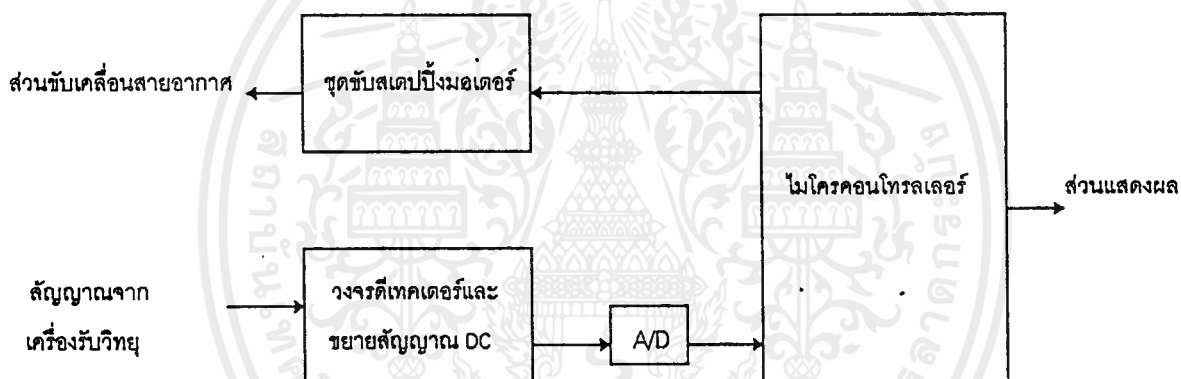 ส่วนขับเคลื่อนสายอากาศ
ชุดขับสเตปปิ้งมอเตอร์
ไมโครคอนโทรลเลอร์
ส่วนแสดงผล
สัญญาณจาก
เครื่องรับวิทยุ
วงจรดีเทคเตอร์และ
ขยายสัญญาณ DC
A/D